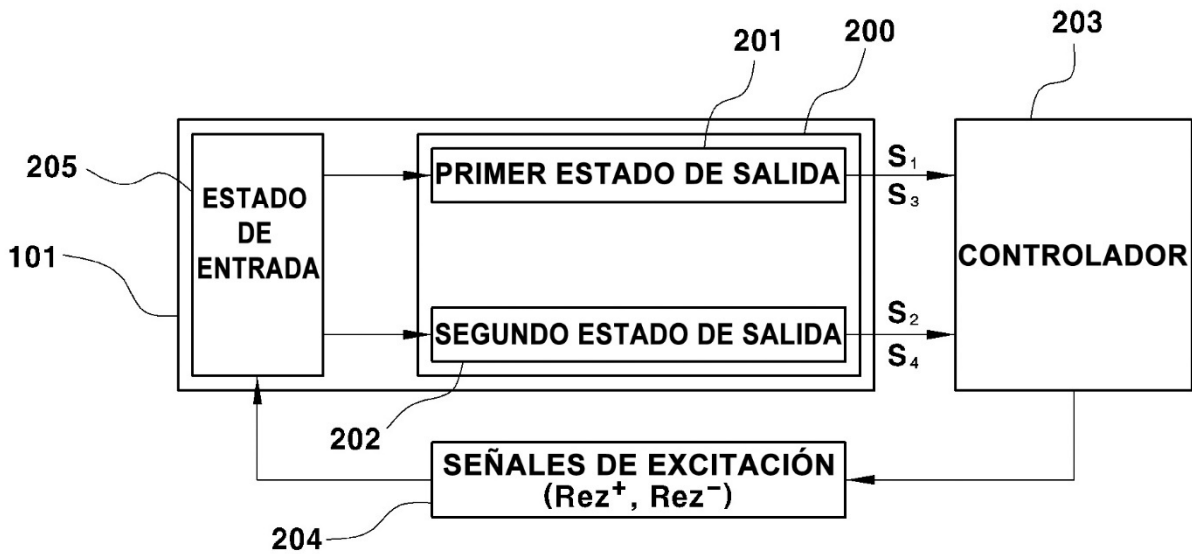 201
200
203
205
101
ESTADO
DE
ENTRADA
PRIMER ESTADO DE SALIDA
S₁
S₃
CONTROLADOR
SEGUNDO ESTADO DE SALIDA
S₂
S₄
202
SEÑALES DE EXCITACIÓN
(Rez⁺, Rez⁻)
204